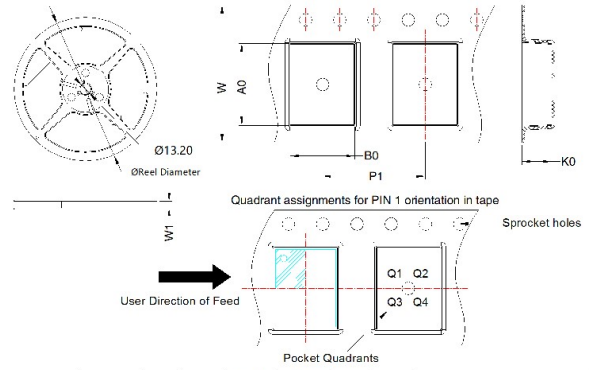 W
A0
B0
P1
K0
Ø13.20
ØReel Diameter
W1
Quadrant assignments for PIN 1 orientation in tape
Sprocket holes
Q1 Q2
Q3 Q4
User Direction of Feed
Pocket Quadrants